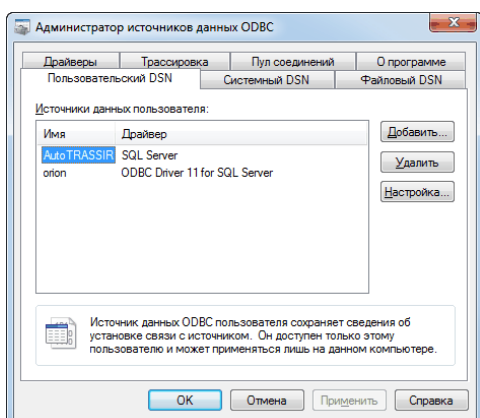 Администратор источников данных ODBC
Драйверы Трассировка Пул соединений О программе
Пользовательский DSN Системный DSN Файловый DSN
Источники данных пользователя:
Имя Драйвер
AutoTRASSIR SQL Server
orion ODBC Driver 11 for SQL Server
Добавить...
Удалить
Настройка...
Источник данных ODBC пользователя сохраняет сведения об
установке связи с источником. Он доступен только этому
пользователю и может применяться лишь на данном компьютере.
OK Отмена Применить Справка